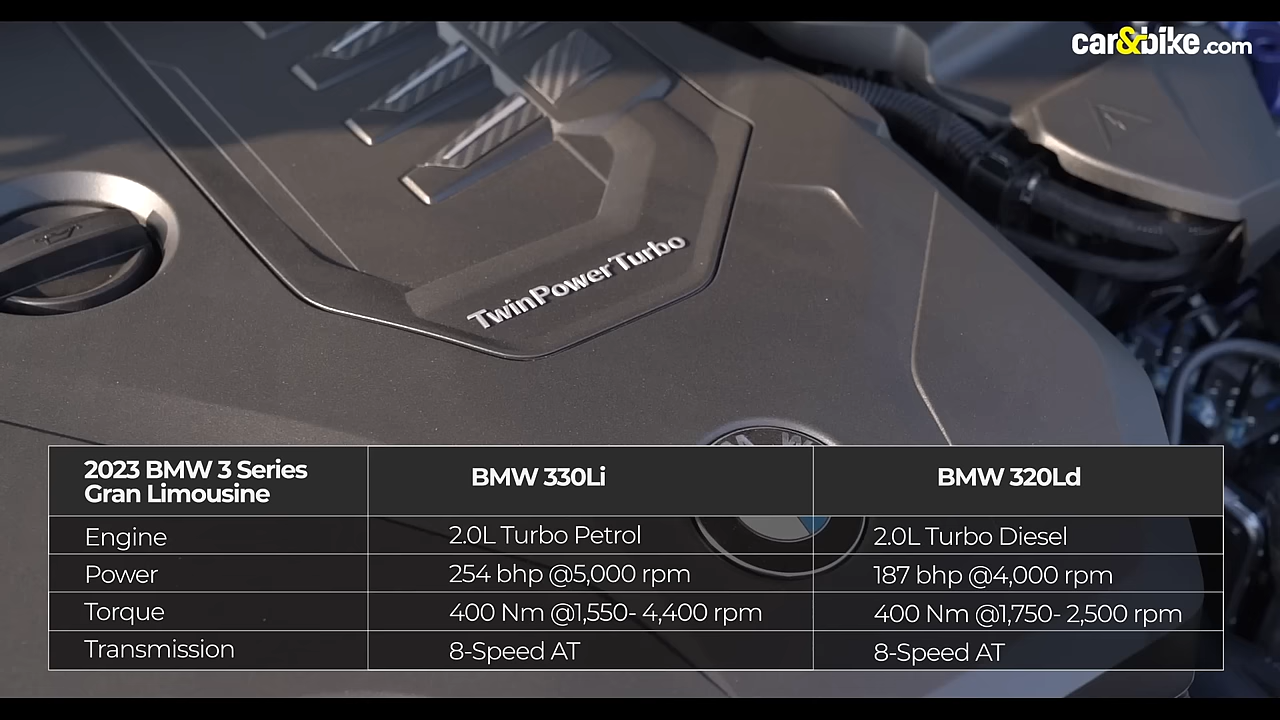 car&bike.com
TwinPowerTurbo
2023 BMW 3 Series
Gran Limousine
BMW 330Li
BMW 320Ld
Engine
2.0L Turbo Petrol
2.0L Turbo Diesel
Power
254 bhp @5,000 rpm
187 bhp @4,000 rpm
Torque
400 Nm @1,550- 4,400 rpm
400 Nm @1,750- 2,500 rpm
Transmission
8-Speed AT
8-Speed AT